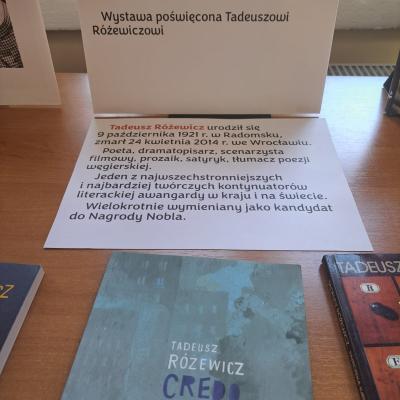 Wystawa poświęcona Tadeuszowi
Różewiczowi
Tadeusz Różewicz urodził się
9 października 1921 r. w Radomsku,
zmarł 24 kwietnia 2014 r. we Wrocławiu.
Poeta, dramatopisarz, scenarzysta
filmowy, prozaik, satyryk, tłumacz poezji
węgierskiej.
Jeden z najwszechstronniejszych
i najbardziej twórczych kontynuatorów
literackiej awangardy w kraju i na świecie.
Wielokrotnie wymieniany jako kandydat
do Nagrody Nobla.
CZ
TADEUSZ
RÓŻEWICZ
CREDO
TADEUSZ
R
E